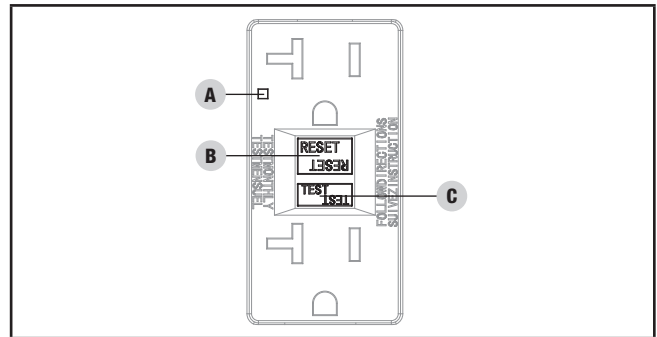 A
B
RESET
RESET
TEST
TEST
C
TEST MONTHLY
TEST MENSUEL
FOLLOW DIRECTIONS
SUIVEZ INSTRUCTION